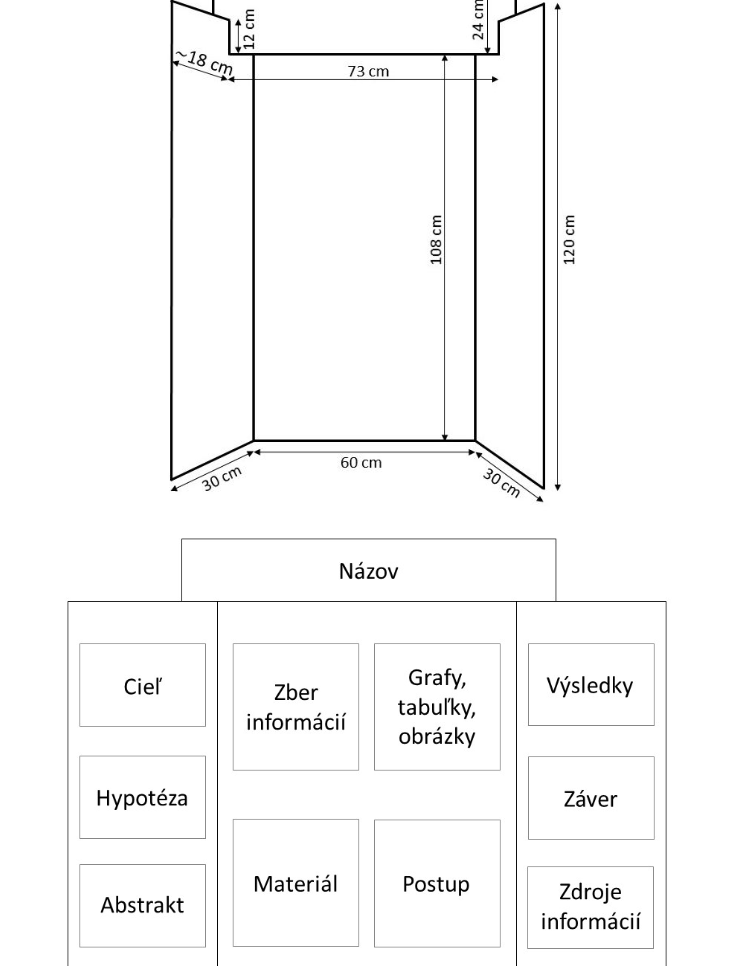 12 cm
24 cm
~18 cm
73 cm
108 cm
120 cm
60 cm
30 cm
30 cm
Názov
Cieľ
Zber
informácií
Grafy,
tabuľky,
obrázky
Výsledky
Hypotéza
Záver
Abstrakt
Materiál
Postup
Zdroje
informácií